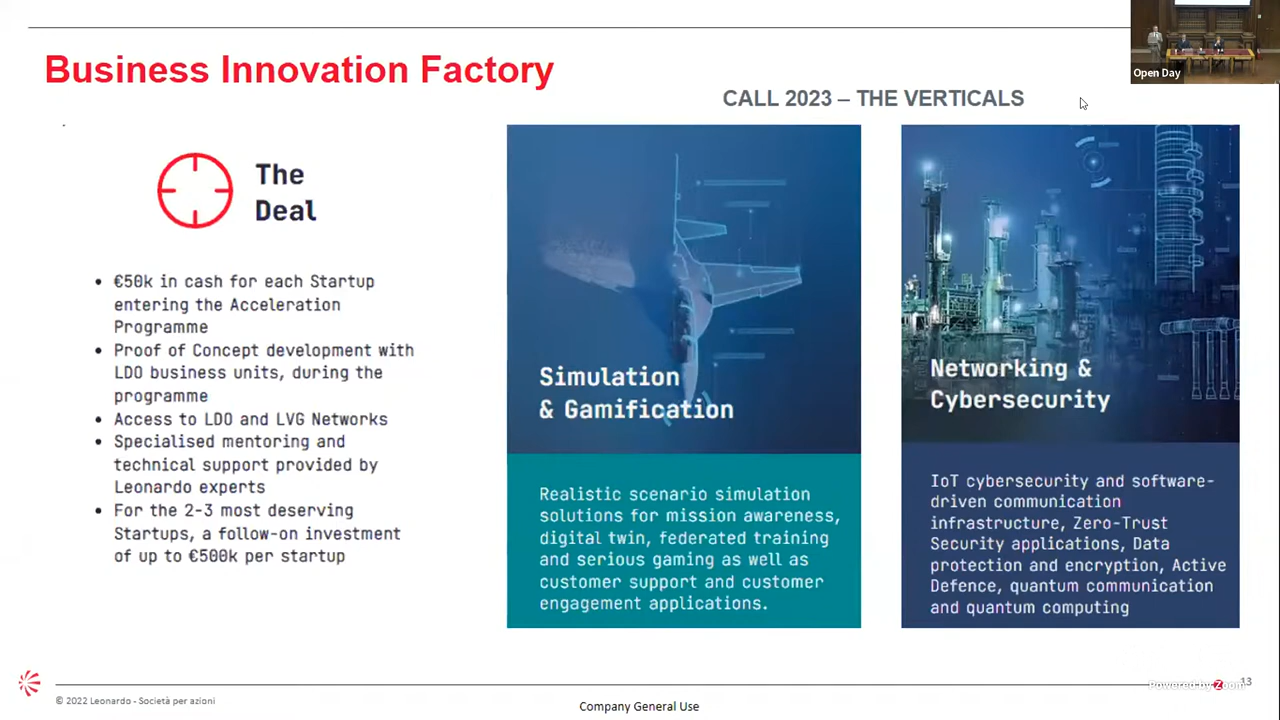 Business Innovation Factory
Open Day
CALL 2023 – THE VERTICALS
The
Deal
• €50k in cash for each Startup
entering the Acceleration
Programme
• Proof of Concept development with
LDO business units, during the
programme
• Access to LDO and LVG Networks
• Specialised mentoring and
technical support provided by
Leonardo experts
• For the 2-3 most deserving
Startups, a follow-on investment
of up to €500k per startup
Simulation
& Gamification
Realistic scenario simulation
solutions for mission awareness,
digital twin, federated training
and serious gaming as well as
customer support and customer
engagement applications.
Networking &
Cybersecurity
IoT cybersecurity and software-
driven communication
infrastructure, Zero-Trust
Security applications, Data
protection and encryption, Active
Defence, quantum communication
and quantum computing
© 2022 Leonardo - Società per azioni
Company General Use
Powered by Zoom
13